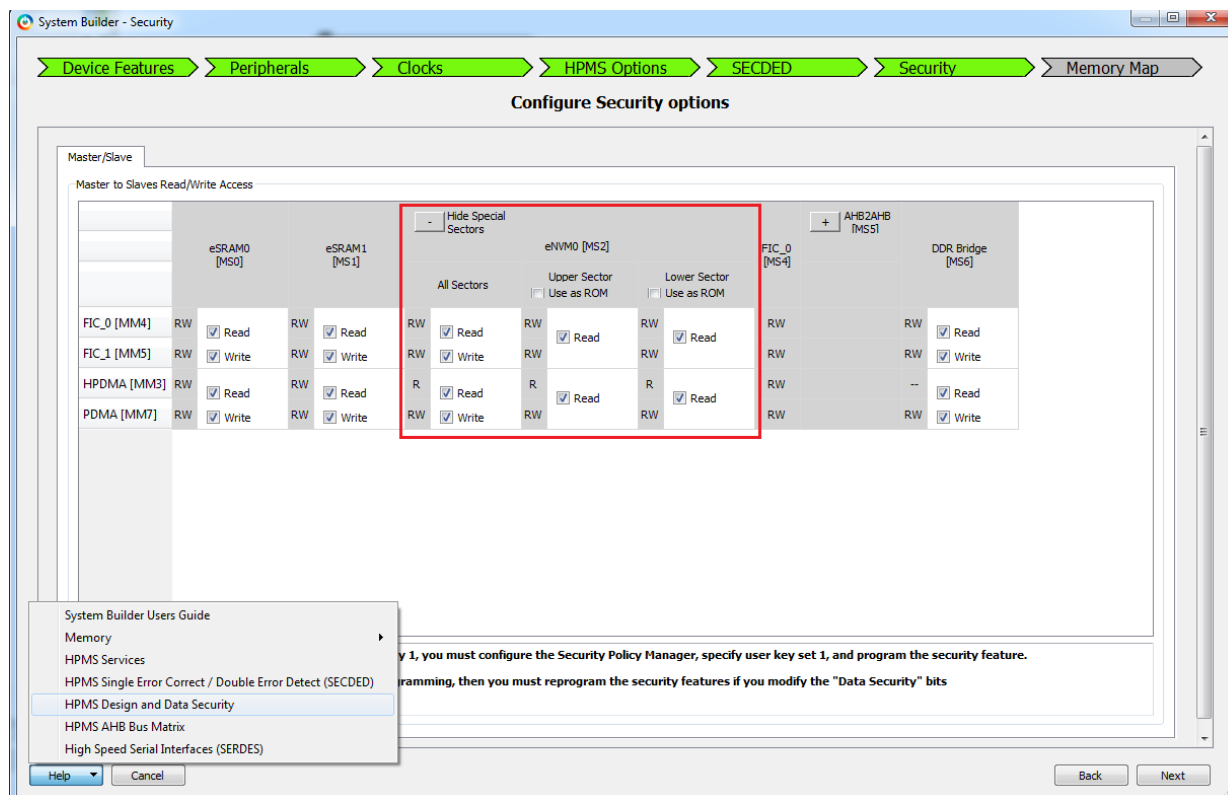 System Builder - Security
Device Features Peripherals Clocks HPMS Options SECDED Security Memory Map
Configure Security options
Master/Slave
Master to Slaves Read/Write Access
- Hide Special Sectors + AHB2AHB [MS5]
eSRAM0 [MS0] eSRAM1 [MS1] eNVM0 [MS2] FIC_0 [MS4] DDR Bridge [MS6]
All Sectors Upper Sector Use as ROM Lower Sector Use as ROM
FIC_0 [MM4] RW Read RW Read RW Read RW Read RW Read RW RW Read
FIC_1 [MM5] RW Write RW Write RW Write RW RW RW RW Write
HPDMA [MM3] RW Read RW Read R Read R Read R Read RW -- Read
PDMA [MM7] RW Write RW Write RW Write RW RW RW RW Write
y 1, you must configure the Security Policy Manager, specify user key set 1, and program the security feature.
ramming, then you must reprogram the security features if you modify the "Data Security" bits
System Builder Users Guide
Memory
HPMS Services
HPMS Single Error Correct / Double Error Detect (SECDED)
HPMS Design and Data Security
HPMS AHB Bus Matrix
High Speed Serial Interfaces (SERDES)
Help Cancel Back Next